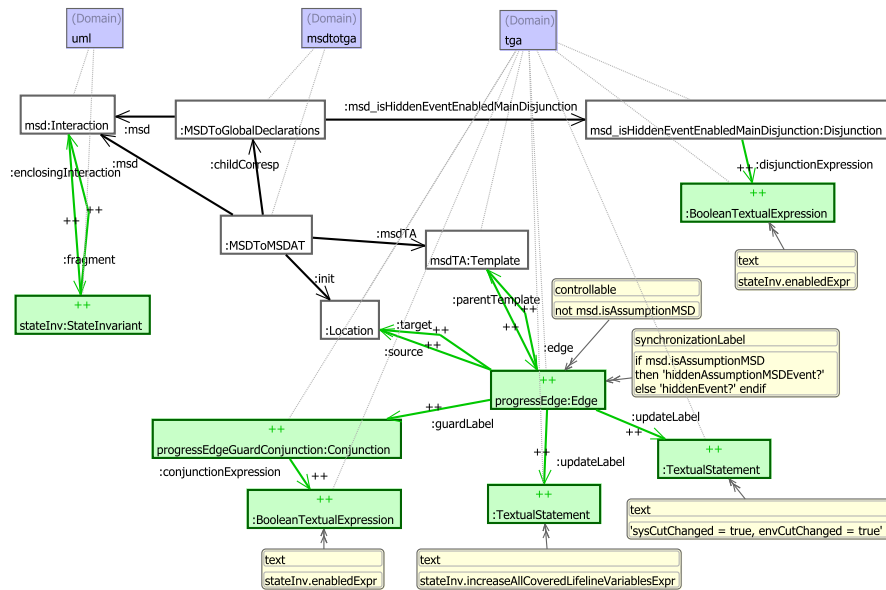 (Domain)
uml
(Domain)
msdtotga
(Domain)
tga
msd:Interaction
:msd
:MSDToGlobalDeclarations
:msd_isHiddenEventEnabledMainDisjunction
msd_isHiddenEventEnabledMainDisjunction:Disjunction
:enclosingInteraction
:msd
:childCorresp
++
:disjunctionExpression
++
:BooleanTextualExpression
++
++
:MSDToMSDAT
:msdTA
msdTA:Template
text
stateInv.enabledExpr
:fragment
:init
++
stateInv:StateInvariant
:Location
:parentTemplate
++
++
controllable
not msd.isAssumptionMSD
:target
++
:source
++
:edge
synchronizationLabel
if msd.isAssumptionMSD
then 'hiddenAssumptionMSDEvent?'
else 'hiddenEvent?' endif
++
progressEdge:Edge
++
:guardLabel
:updateLabel
++
++
progressEdgeGuardConjunction:Conjunction
:conjunctionExpression
++
++
:updateLabel
++
:TextualStatement
++
:BooleanTextualExpression
++
:TextualStatement
text
'sysCutChanged = true, envCutChanged = true'
text
stateInv.enabledExpr
text
stateInv.increaseAllCoveredLifelineVariablesExpr